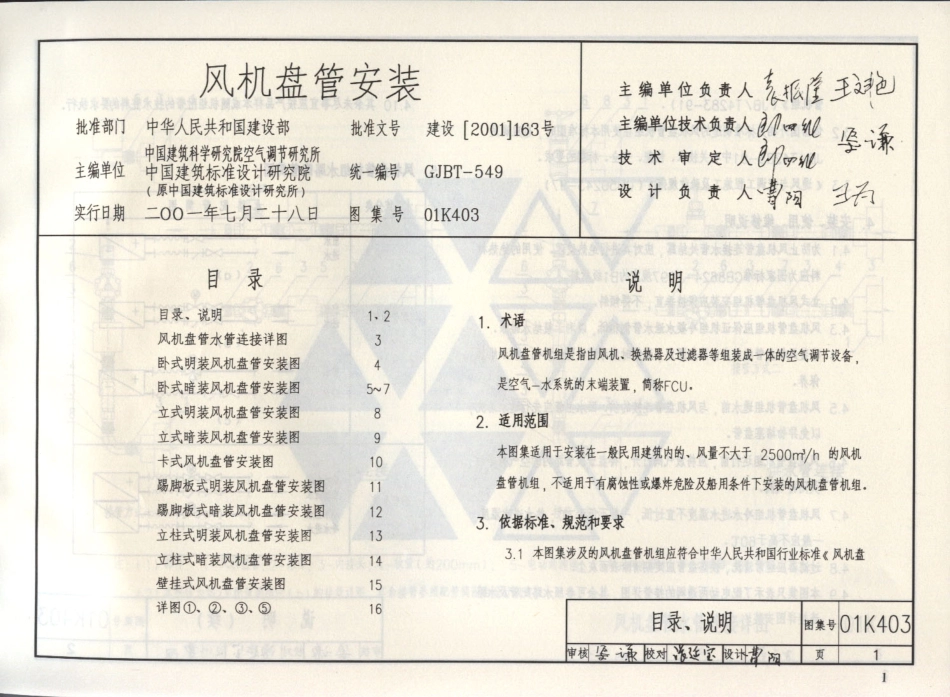 风机盘管安装
批准部门 中华人民共和国建设部 批准文号 建设[2001]163号
中国建筑科学研究院空气调节研究所
主编单位 中国建筑标准设计研究院 统一编号 GJBT-549
(原中国建筑标准设计研究所)
实行日期 二〇〇一年七月二十八日 图集号 01K403
主编单位负责人
主编单位技术负责人
技术审定人
设计负责人
目录
目录、说明 1、2
风机盘管水管连接详图 3
卧式明装风机盘管安装图 4
卧式暗装风机盘管安装图 5~7
立式明装风机盘管安装图 8
立式暗装风机盘管安装图 9
卡式风机盘管安装图 10
踢脚板式明装风机盘管安装图 11
踢脚板式暗装风机盘管安装图 12
立柱式明装风机盘管安装图 13
立柱式暗装风机盘管安装图 14
壁挂式风机盘管安装图 15
详图①、②、③、⑤ 16
说明
1. 术语
风机盘管机组是指由风机、换热器及过滤器等组装成一体的空气调节设备,
是空气-水系统的末端装置,简称FCU。
2. 适用范围
本图集适用于安装在一般民用建筑内的、风量不大于 2500m³/h 的风机
盘管机组,不适用于有腐蚀性或爆炸危险及船用条件下安装的风机盘管机组。
3. 依据标准、规范和要求
3.1 本图集涉及的风机盘管机组应符合中华人民共和国行业标准《风机盘
目录、说明 图集号 01K403
审核 校对 设计 页 1
1